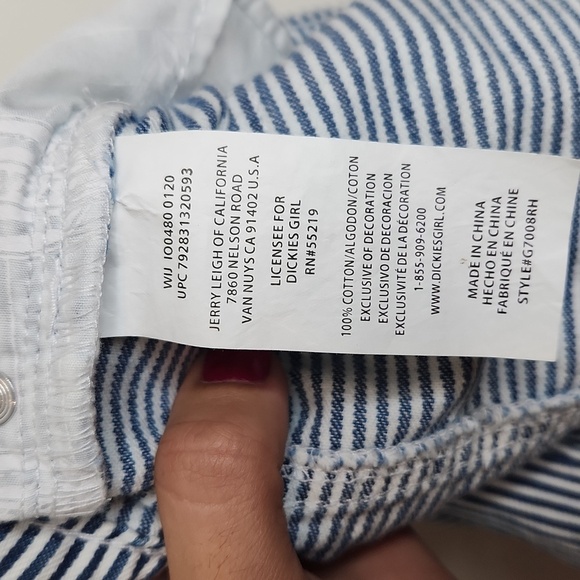 WIJ IO0480 0120
UPC 792831320593
JERRY LEIGH OF CALIFORNIA
7860 NELSON ROAD
VAN NUYS CA 91402 U.S.A
LICENSEE FOR
DICKIES GIRL
RN#55219
100% COTTON/ALGODON/COTON
EXCLUSIVE OF DECORATION
EXCLUSIVO DE DECORACION
EXCLUSIVITÉ DE LA DÉCORATION
1-855-909-6200
WWW.DICKIESGIRL.COM
MADE IN CHINA
HECHO EN CHINA
FABRIQUÉ EN CHINE
STYLE#G7008RH